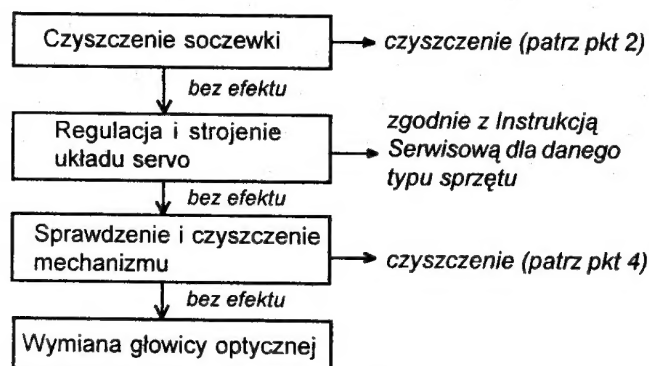 Czyszczenie soczewki
czyszczenie (patrz pkt 2)
bez efektu
Regulacja i strojenie
układu servo
zgodnie z Instrukcją
Serwisową dla danego
typu sprzętu
bez efektu
Sprawdzenie i czyszczenie
mechanizmu
czyszczenie (patrz pkt 4)
bez efektu
Wymiana głowicy optycznej